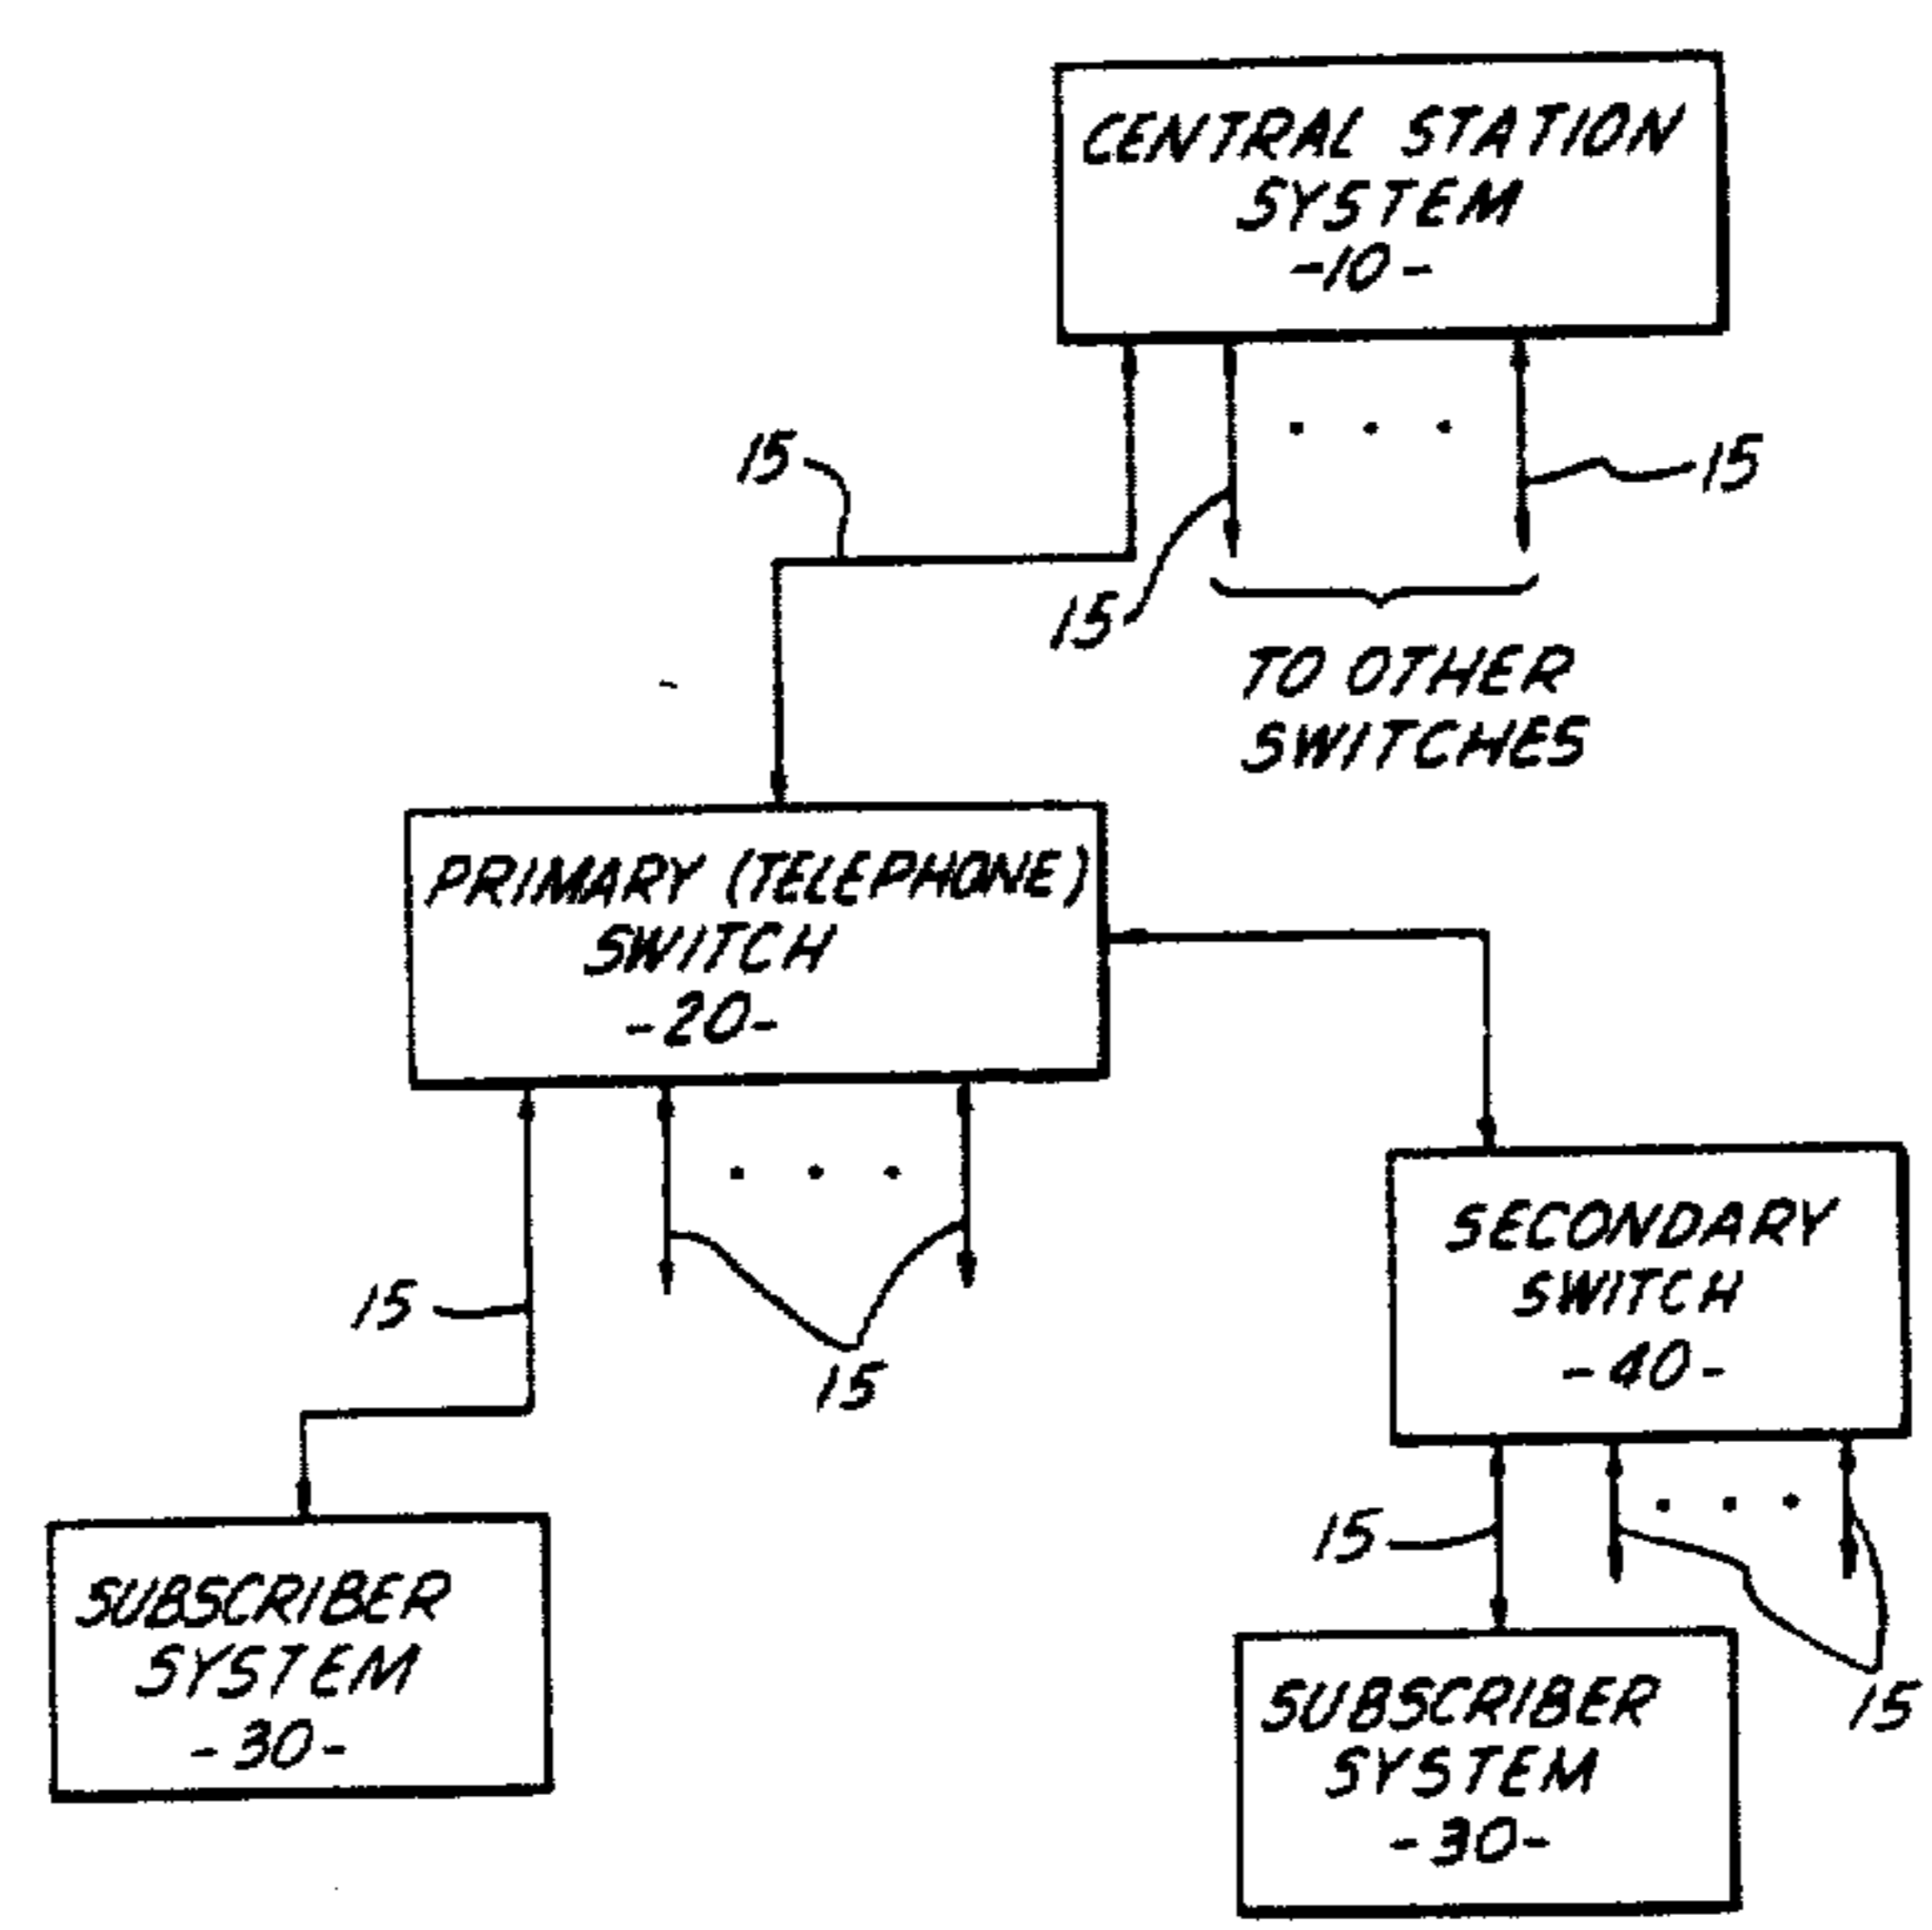 CENTRAL STATION
SYSTEM
-10-
15
15
15
TO OTHER
SWITCHES
PRIMARY (TELEPHONE)
SWITCH
-20-
SECONDARY
SWITCH
-40-
15
15
15
SUBSCRIBER
SYSTEM
-30-
SUBSCRIBER
SYSTEM
-30-
15